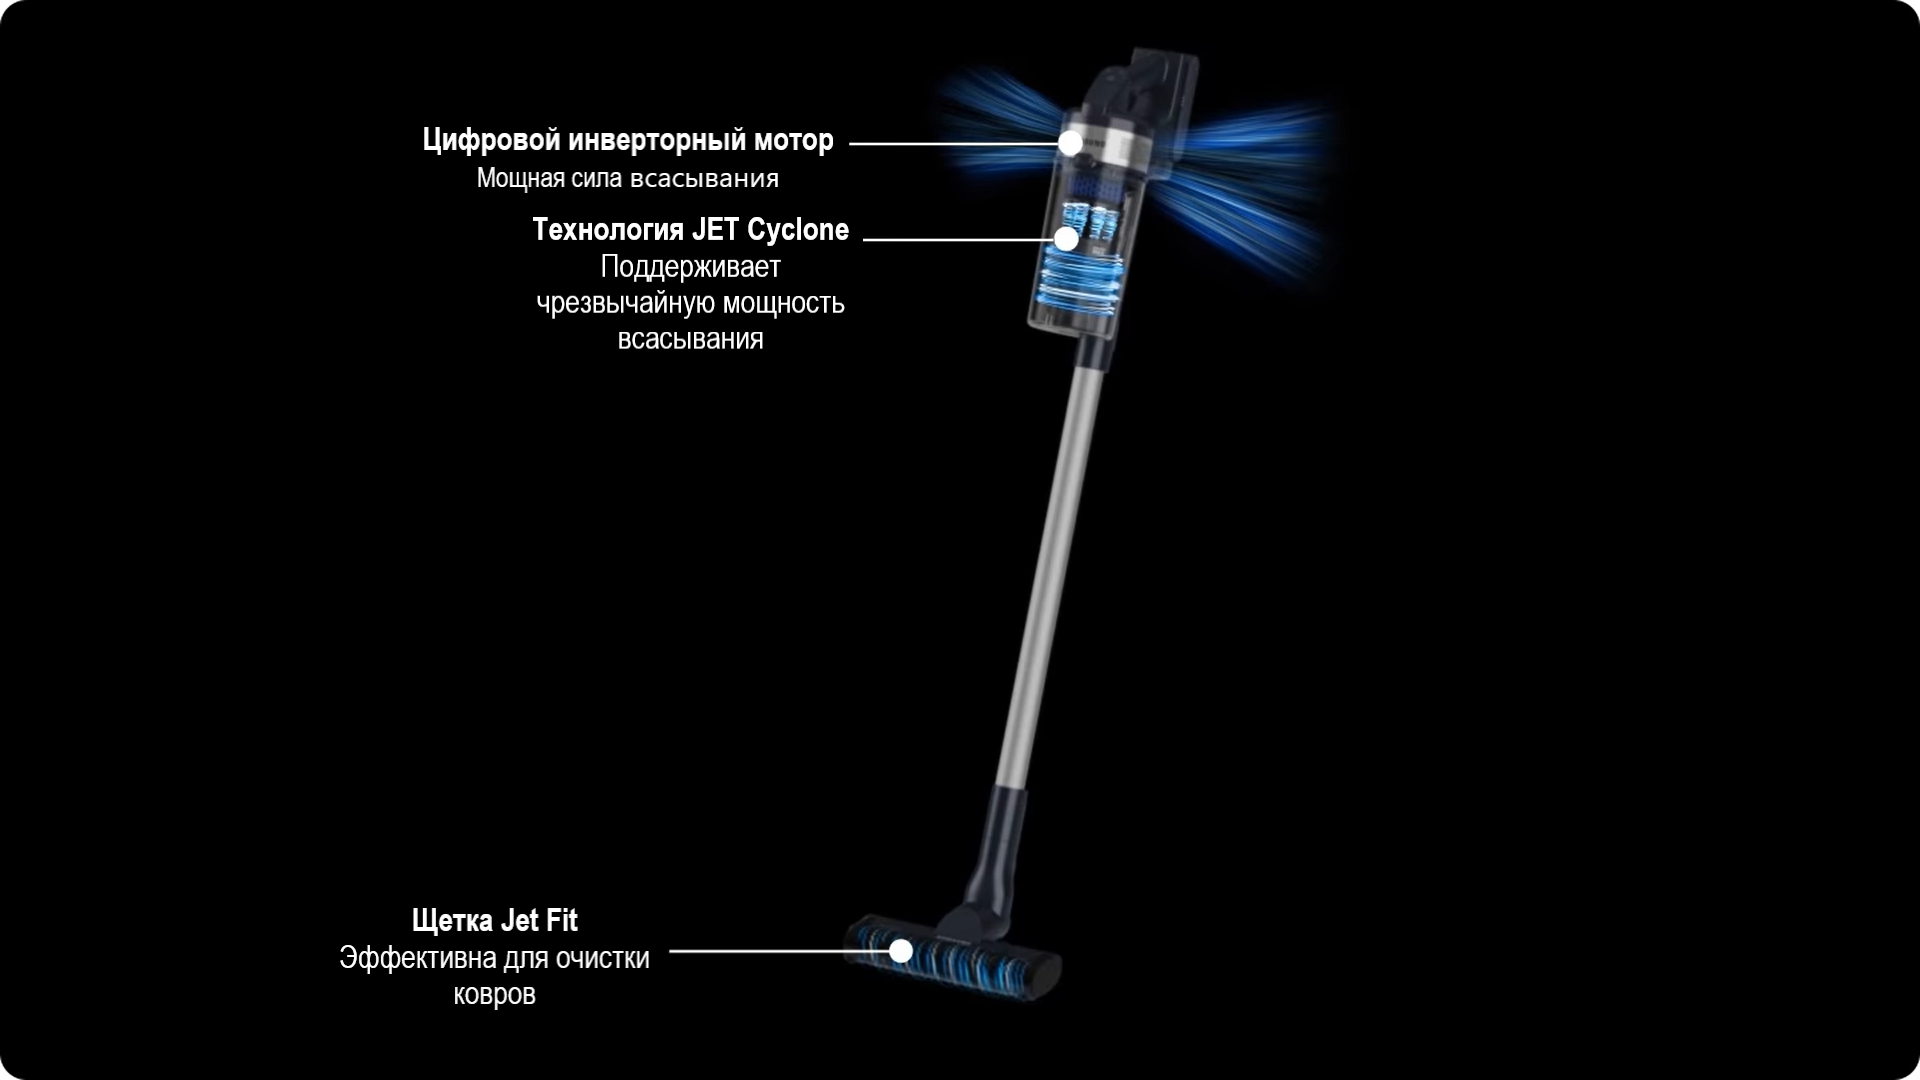 Цифровой инверторный мотор
Мощная сила всасывания
Технология JET Cyclone
Поддерживает
чрезвычайную мощность
всасывания
Щетка Jet Fit
Эффективна для очистки
ковров